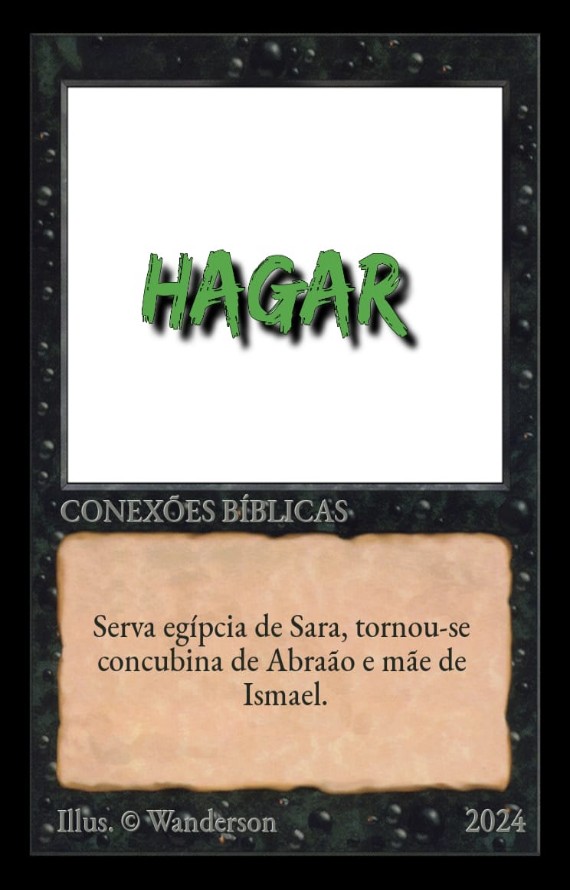 HAGAR
CONEXÕES BÍBLICAS
Serva egípcia de Sara, tornou-se
concubina de Abraão e mãe de
Ismael.
Illus. © Wanderson 2024